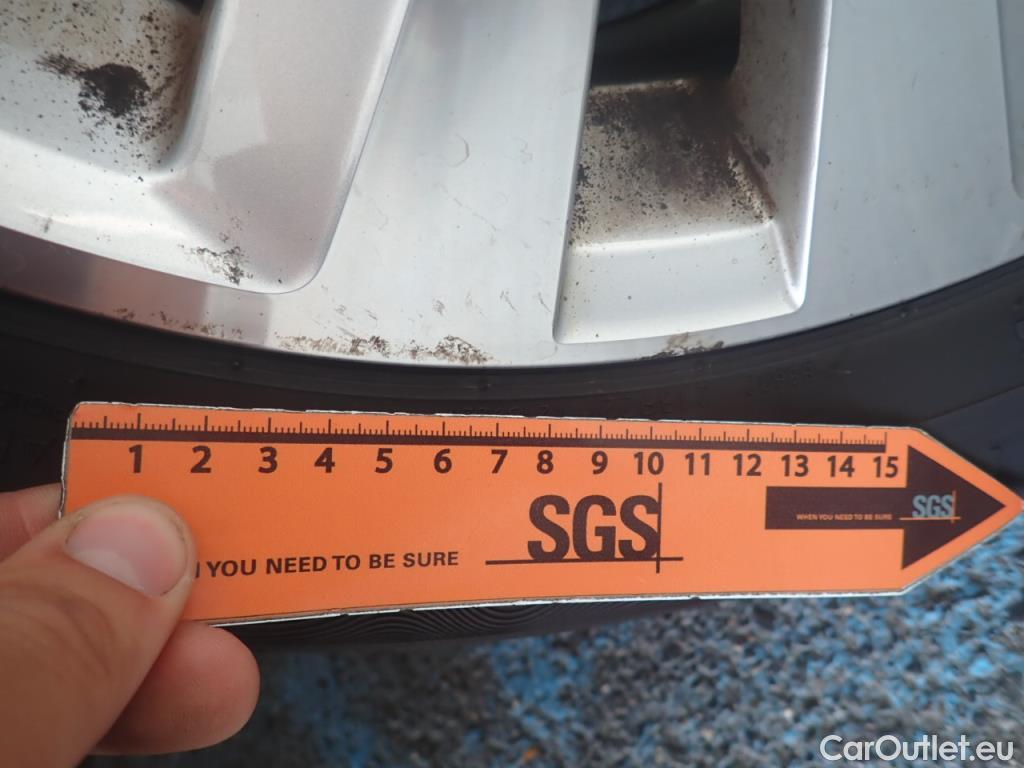 1 2 3 4 5 6 7 8 9 10 11 12 13 14 15
SGS
YOU NEED TO BE SURE
WHEN YOU NEED TO BE SURE SGS
CarOutlet.eu